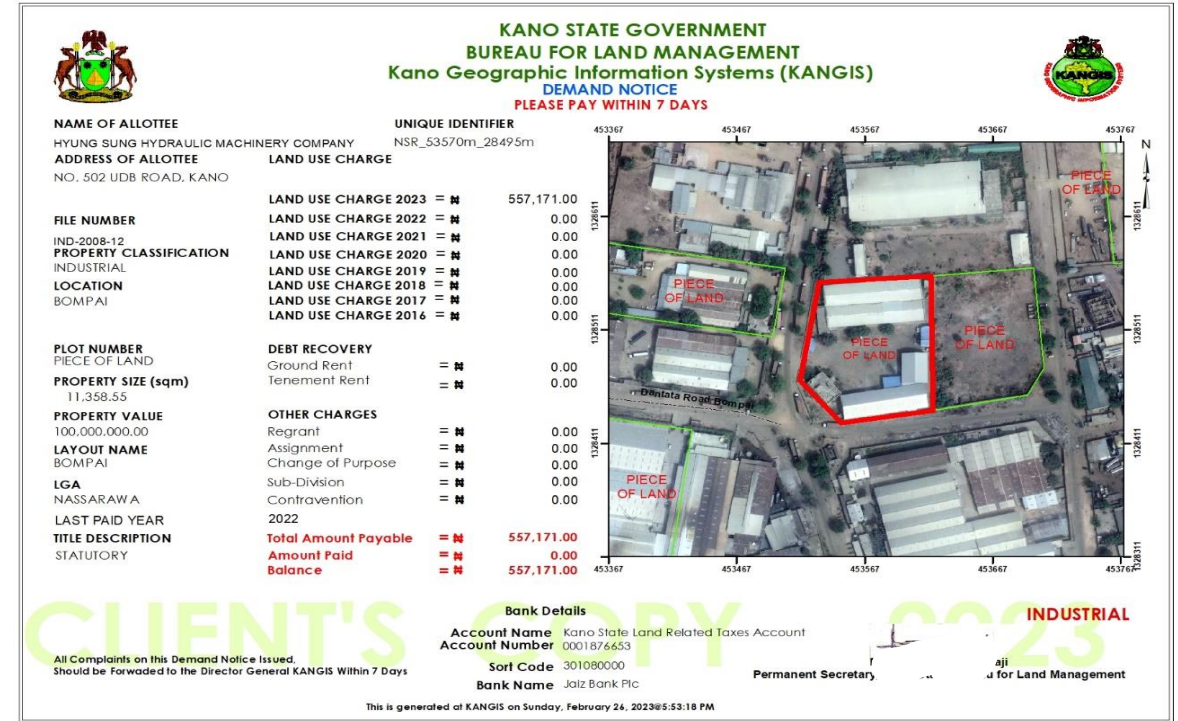 KANO STATE GOVERNMENT
BUREAU FOR LAND MANAGEMENT
Kano Geographic Information Systems (KANGIS)
DEMAND NOTICE
PLEASE PAY WITHIN 7 DAYS
KANGIS
NAME OF ALLOTTEE
HYUNG SUNG HYDRAULIC MACHINERY COMPANY
UNIQUE IDENTIFIER
NSR_53570m_28495m
ADDRESS OF ALLOTTEE
NO. 502 UDB ROAD, KANO
FILE NUMBER
IND-2008-12
PROPERTY CLASSIFICATION
INDUSTRIAL
LOCATION
BOMPAI
PLOT NUMBER
PIECE OF LAND
PROPERTY SIZE (sqm)
11,358.55
PROPERTY VALUE
100,000,000.00
LAYOUT NAME
BOMPAI
LGA
NASSARAWA
LAST PAID YEAR 2022
TITLE DESCRIPTION
STATUTORY
LAND USE CHARGE
LAND USE CHARGE 2023 = ₦ 557,171.00
LAND USE CHARGE 2022 = ₦ 0.00
LAND USE CHARGE 2021 = ₦ 0.00
LAND USE CHARGE 2020 = ₦ 0.00
LAND USE CHARGE 2019 = ₦ 0.00
LAND USE CHARGE 2018 = ₦ 0.00
LAND USE CHARGE 2017 = ₦ 0.00
LAND USE CHARGE 2016 = ₦ 0.00
DEBT RECOVERY
Ground Rent = ₦ 0.00
Tenement Rent = ₦ 0.00
OTHER CHARGES
Regrant = ₦ 0.00
Assignment = ₦ 0.00
Change of Purpose = ₦ 0.00
Sub-Division = ₦ 0.00
Contravention = ₦ 0.00
Total Amount Payable = ₦ 557,171.00
Amount Paid = ₦ 0.00
Balance = ₦ 557,171.00
453367 453467 453567 453667 453767
N
1328611 1328611
1328511 1328511
1328411 1328411
1328311
PIECE
OF LAND
PIECE
OF LAND
PIECE
OF LAND
PIECE
OF LAND
Dantata Road Bompai
PIECE
OF LAND
453367 453467 453567 453667 453767
CLIENT'S COPY 2023
Bank Details
Account Name Kano State Land Related Taxes Account
Account Number 0001876653
Sort Code 301080000
Bank Name Jaiz Bank Plc
INDUSTRIAL
All Complaints on this Demand Notice Issued,
Should be Forwaded to the Director General KANGIS Within 7 Days
aji
Permanent Secretary for Land Management
This is generated at KANGIS on Sunday, February 26, 2023@5:53:18 PM